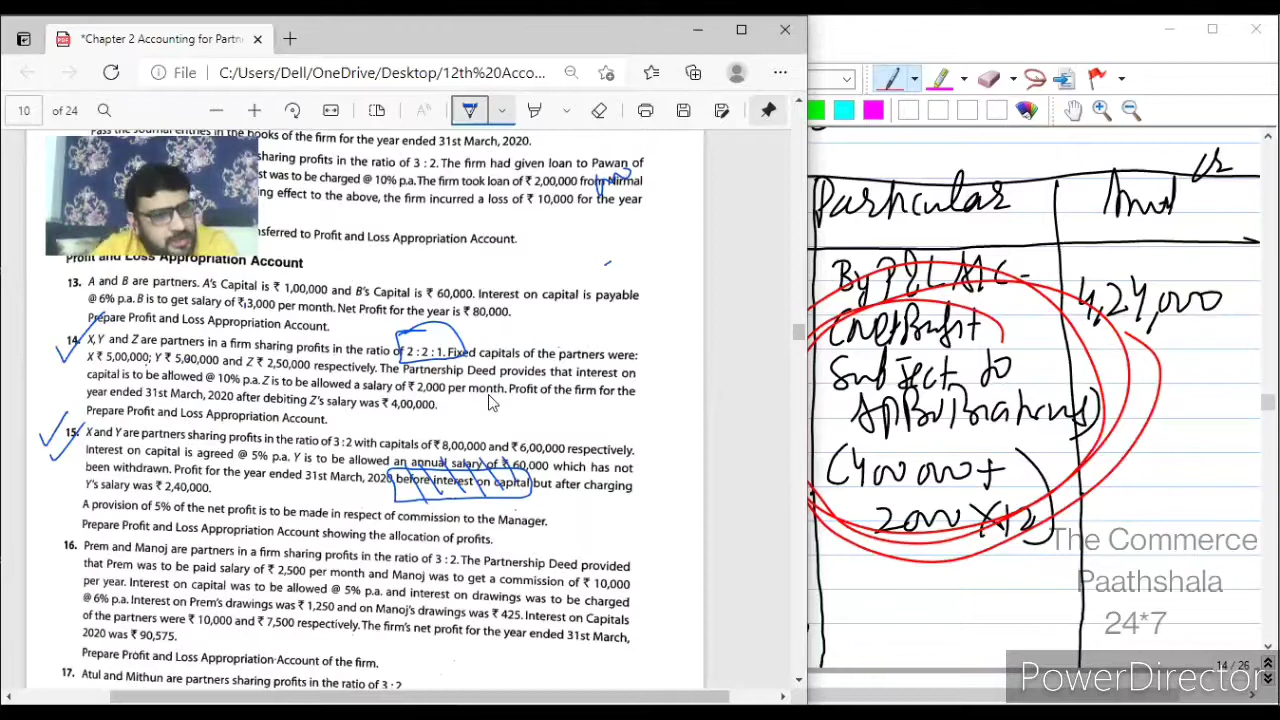 *Chapter 2 Accounting for Partn
File
C:/Users/Dell/OneDrive/Desktop/12th%20Acco...
10 of 24
Pass the Journal entries in the books of the firm for the year ended 31st March, 2020.
sharing profits in the ratio of 3 : 2. The firm had given loan to Pawan of
st was to be charged @ 10% p.a. The firm took loan of ₹ 2,00,000 from Nirmal
ing effect to the above, the firm incurred a loss of ₹ 10,000 for the year
nsferred to Profit and Loss Appropriation Account.
Profit and Loss Appropriation Account
13. A and B are partners. A's Capital is ₹ 1,00,000 and B's Capital is ₹ 60,000. Interest on capital is payable
@ 6% p.a. B is to get salary of ₹ 3,000 per month. Net Profit for the year is ₹ 80,000.
Prepare Profit and Loss Appropriation Account.
14. X, Y and Z are partners in a firm sharing profits in the ratio of 2 : 2 : 1. Fixed capitals of the partners were:
X ₹ 5,00,000; Y ₹ 5,00,000 and Z ₹ 2,50,000 respectively. The Partnership Deed provides that interest on
capital is to be allowed @ 10% p.a. Z is to be allowed a salary of ₹ 2,000 per month. Profit of the firm for the
year ended 31st March, 2020 after debiting Z's salary was ₹ 4,00,000.
Prepare Profit and Loss Appropriation Account.
15. X and Y are partners sharing profits in the ratio of 3 : 2 with capitals of ₹ 8,00,000 and ₹ 6,00,000 respectively.
Interest on capital is agreed @ 5% p.a. Y is to be allowed an annual salary of ₹ 60,000 which has not
been withdrawn. Profit for the year ended 31st March, 2020 before interest on capital but after charging
Y's salary was ₹ 2,40,000.
A provision of 5% of the net profit is to be made in respect of commission to the Manager.
Prepare Profit and Loss Appropriation Account showing the allocation of profits.
16. Prem and Manoj are partners in a firm sharing profits in the ratio of 3 : 2. The Partnership Deed provided
that Prem was to be paid salary of ₹ 2,500 per month and Manoj was to get a commission of ₹ 10,000
per year. Interest on capital was to be allowed @ 5% p.a. and interest on drawings was to be charged
@ 6% p.a. Interest on Prem's drawings was ₹ 1,250 and on Manoj's drawings was ₹ 425. Interest on Capitals
of the partners were ₹ 10,000 and ₹ 7,500 respectively. The firm's net profit for the year ended 31st March,
2020 was ₹ 90,575.
Prepare Profit and Loss Appropriation Account of the firm.
17. Atul and Mithun are partners sharing profits in the ratio of 3 : 2
Cr
Particular Amt
By P&L A/C-
4,24,000
(Net Profit
Subject to
Appropriations)
(400000+
2000X12)
The Commerce
Paathshala
24*7
14 / 26
PowerDirector